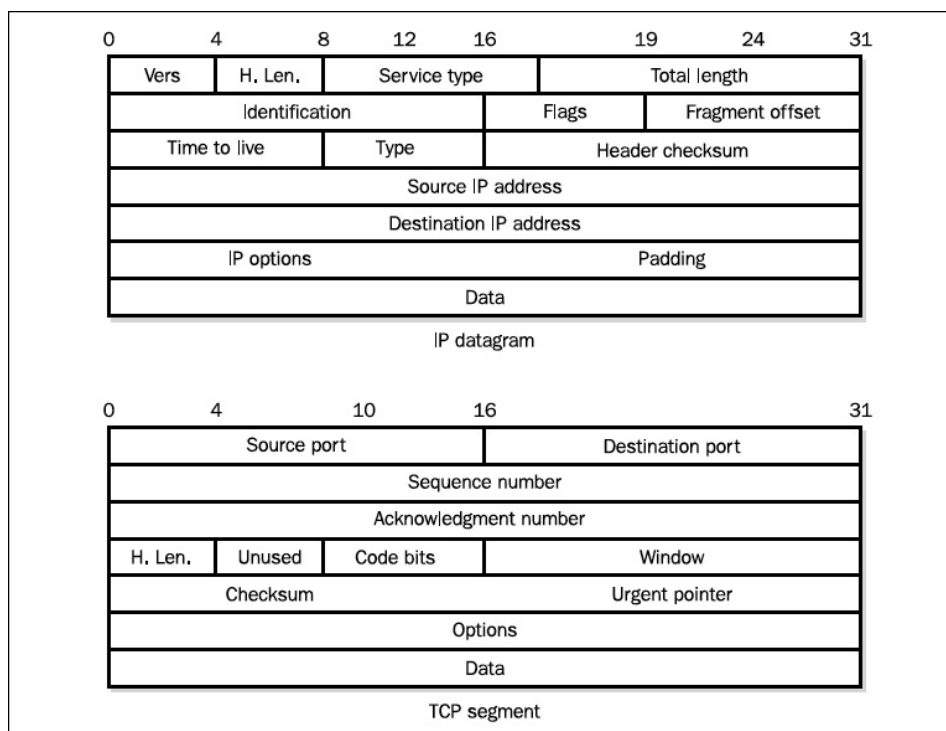 0 4 8 12 16 19 24 31
Vers H. Len. Service type Total length
Identification Flags Fragment offset
Time to live Type Header checksum
Source IP address
Destination IP address
IP options Padding
Data
IP datagram
0 4 10 16 31
Source port Destination port
Sequence number
Acknowledgment number
H. Len. Unused Code bits Window
Checksum Urgent pointer
Options
Data
TCP segment